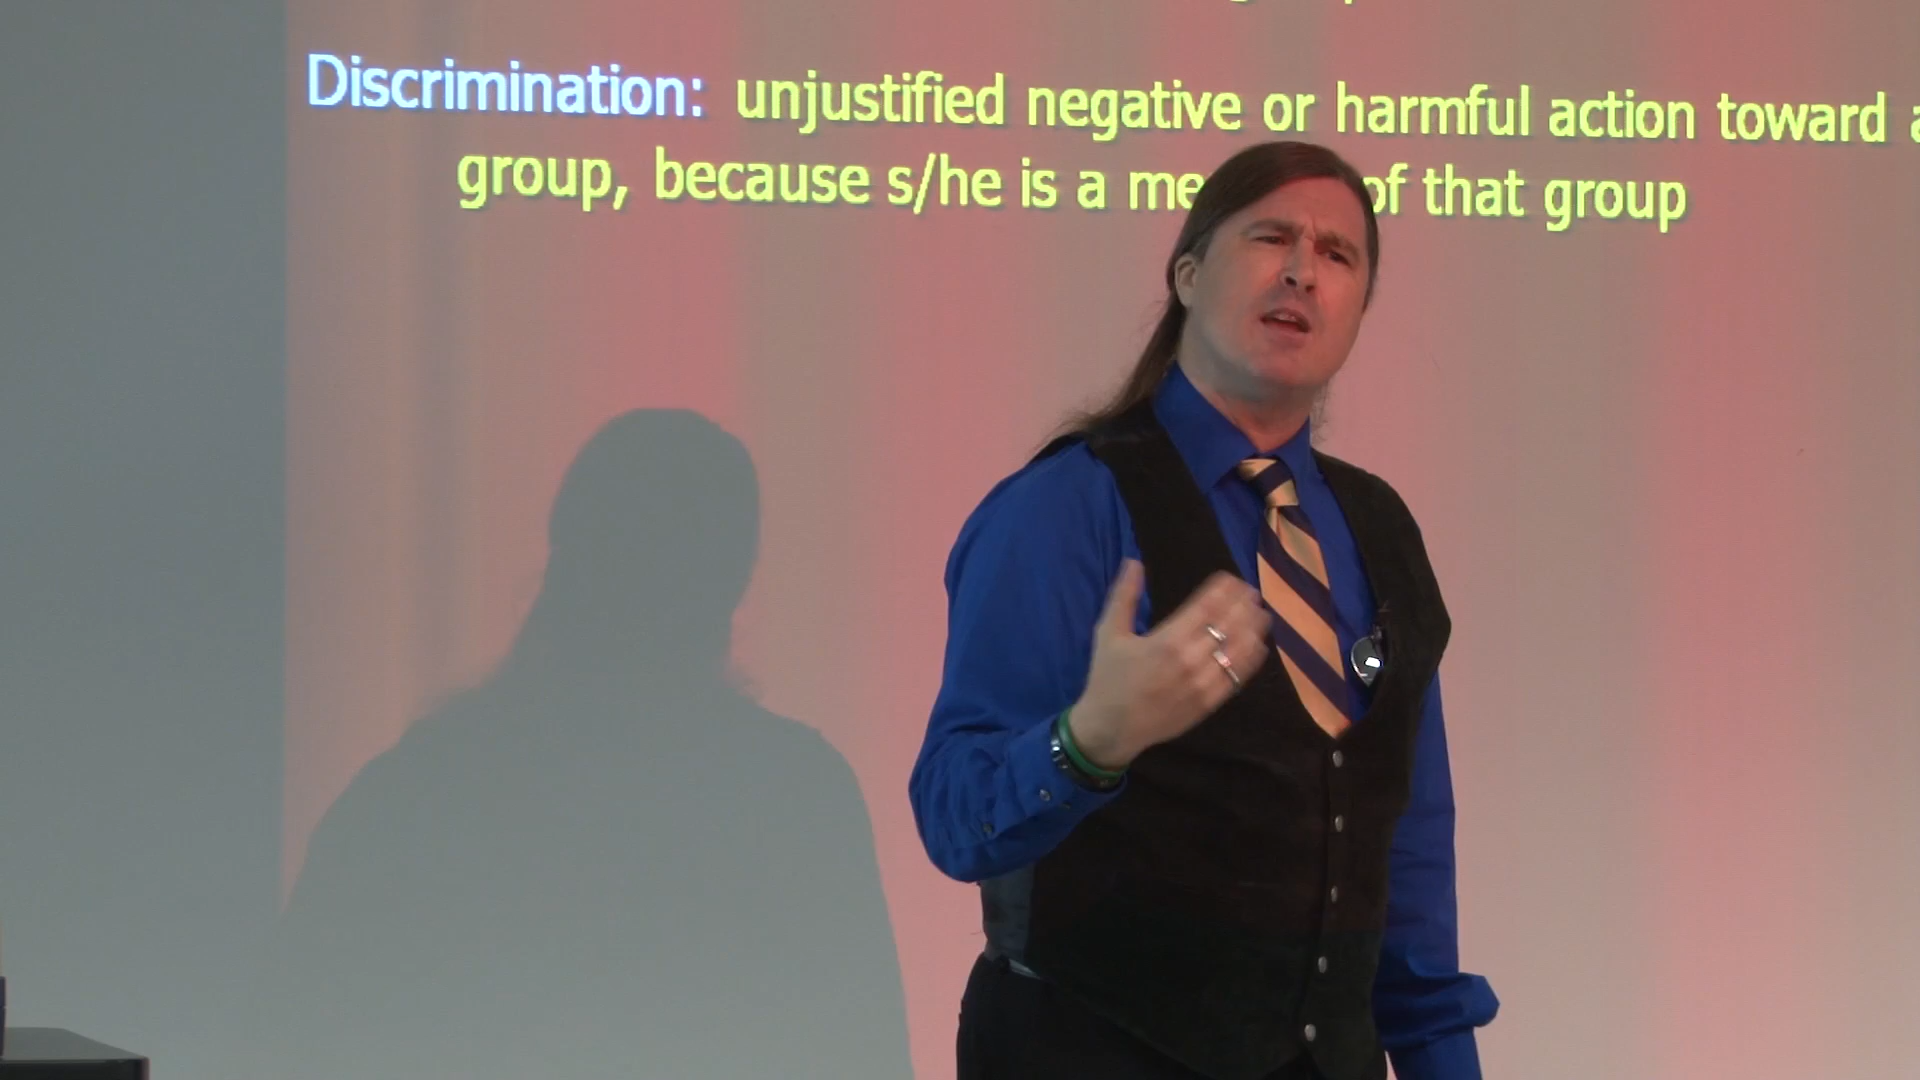 Discrimination: unjustified negative or harmful action toward a
group, because s/he is a me of that group